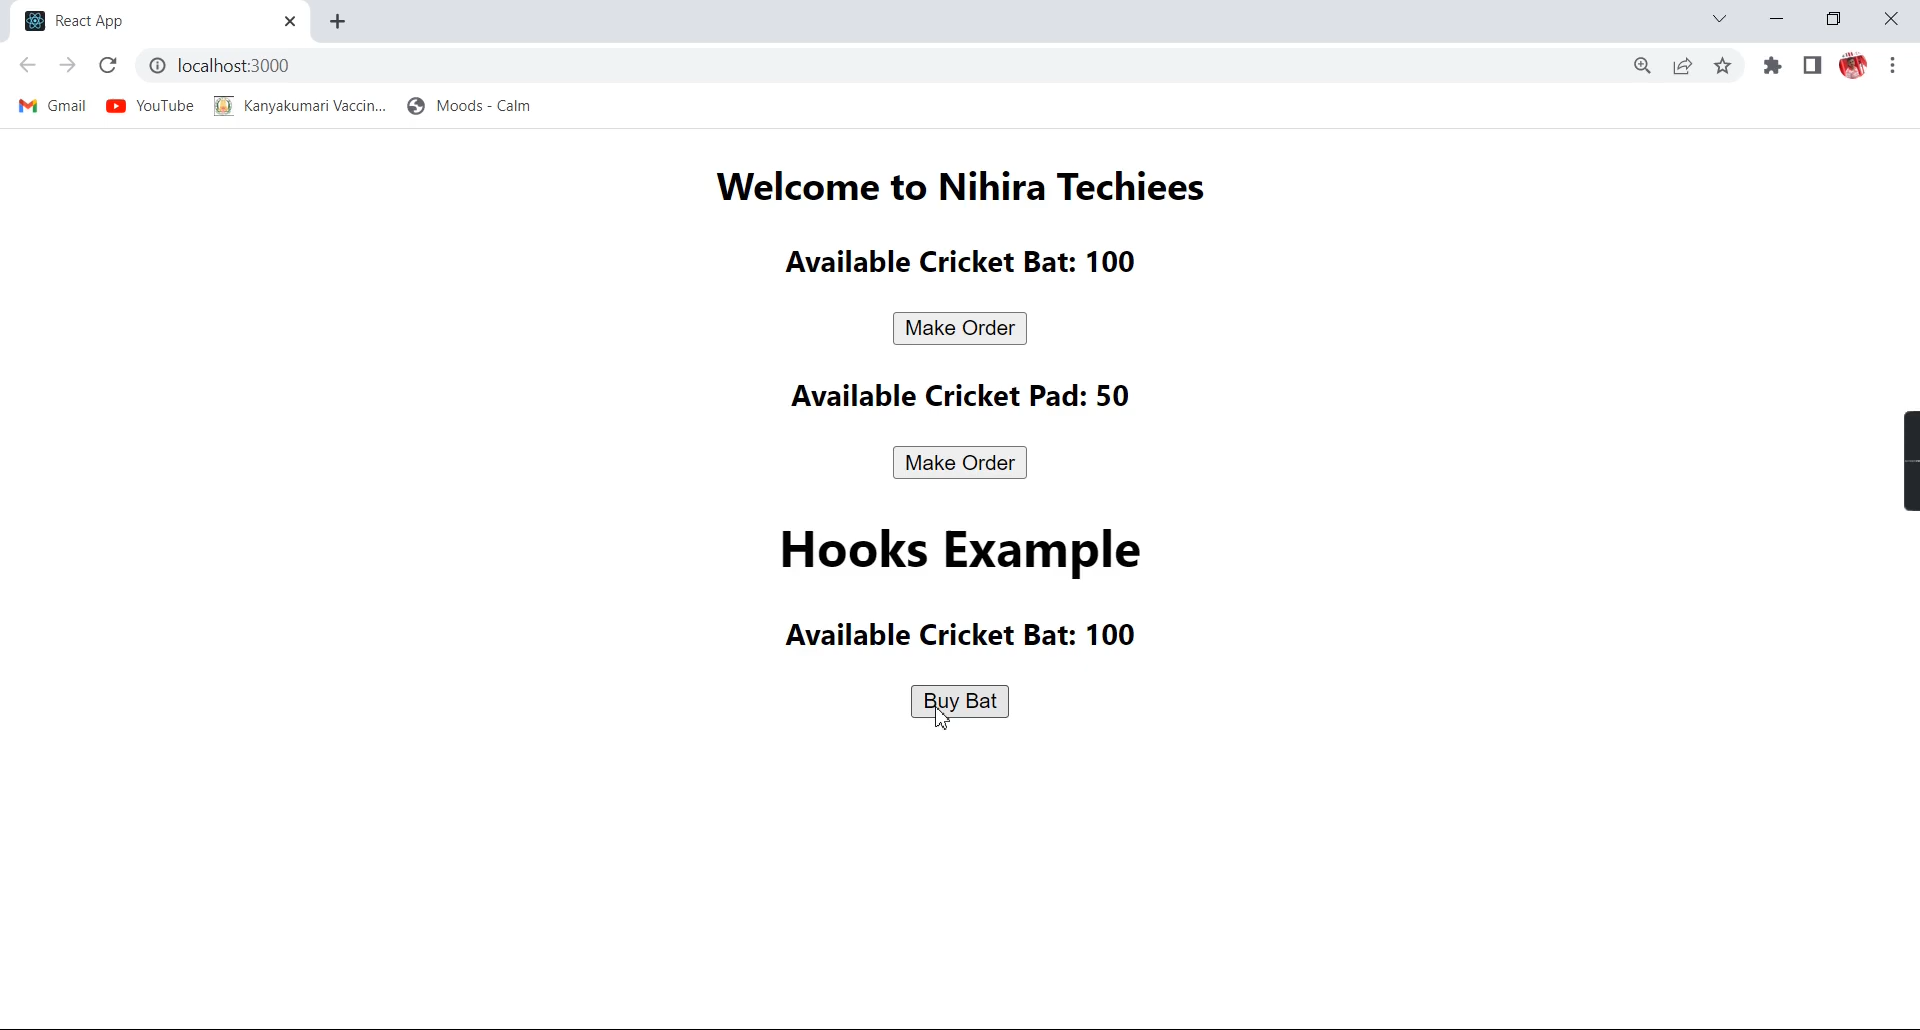 React App
localhost:3000
Gmail YouTube Kanyakumari Vaccin... Moods - Calm
Welcome to Nihira Techiees
Available Cricket Bat: 100
Make Order
Available Cricket Pad: 50
Make Order
Hooks Example
Available Cricket Bat: 100
Buy Bat